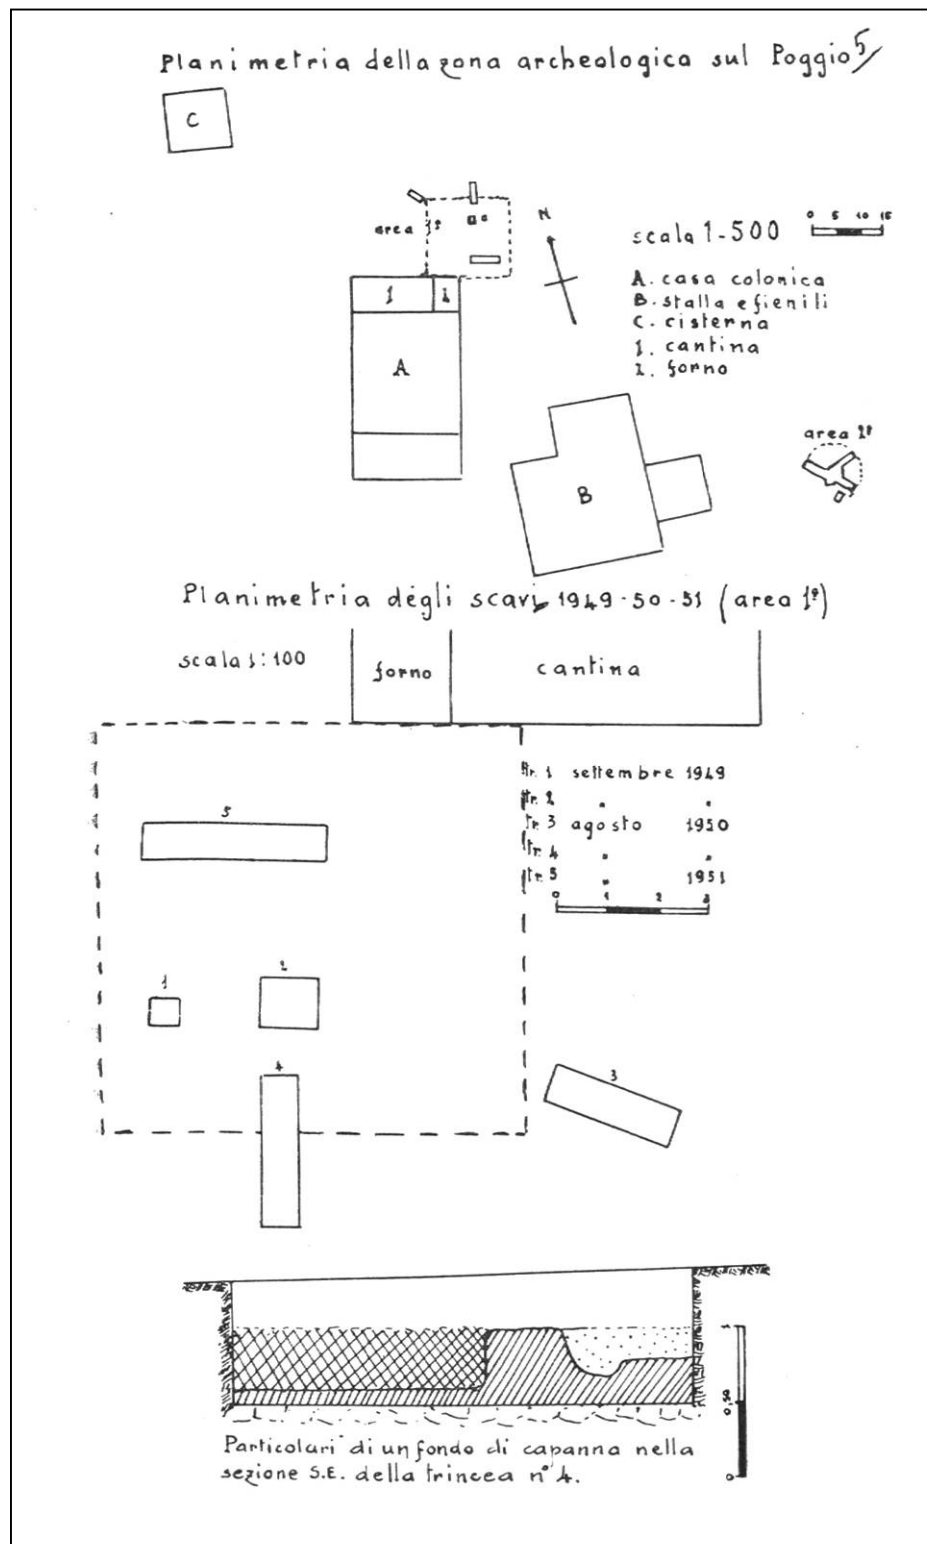 Planimetria della zona archeologica sul Poggio 5
C
area 1ª
N
scala 1-500
0 5 10 15
A. casa colonica
B. stalla e fienili
C. cisterna
1. cantina
2. forno
1 2
A
B
area 2ª
Planimetria degli scavi 1949-50-51 (area 1ª)
scala 1:100
forno
cantina
tr. 1 settembre 1949
tr. 2 " "
tr. 3 agosto 1950
tr. 4 " "
tr. 5 " 1951
0 1 2 3
5
1
2
4
3
1
0,50
0
Particolari di un fondo di capanna nella
sezione S.E. della trincea n° 4.